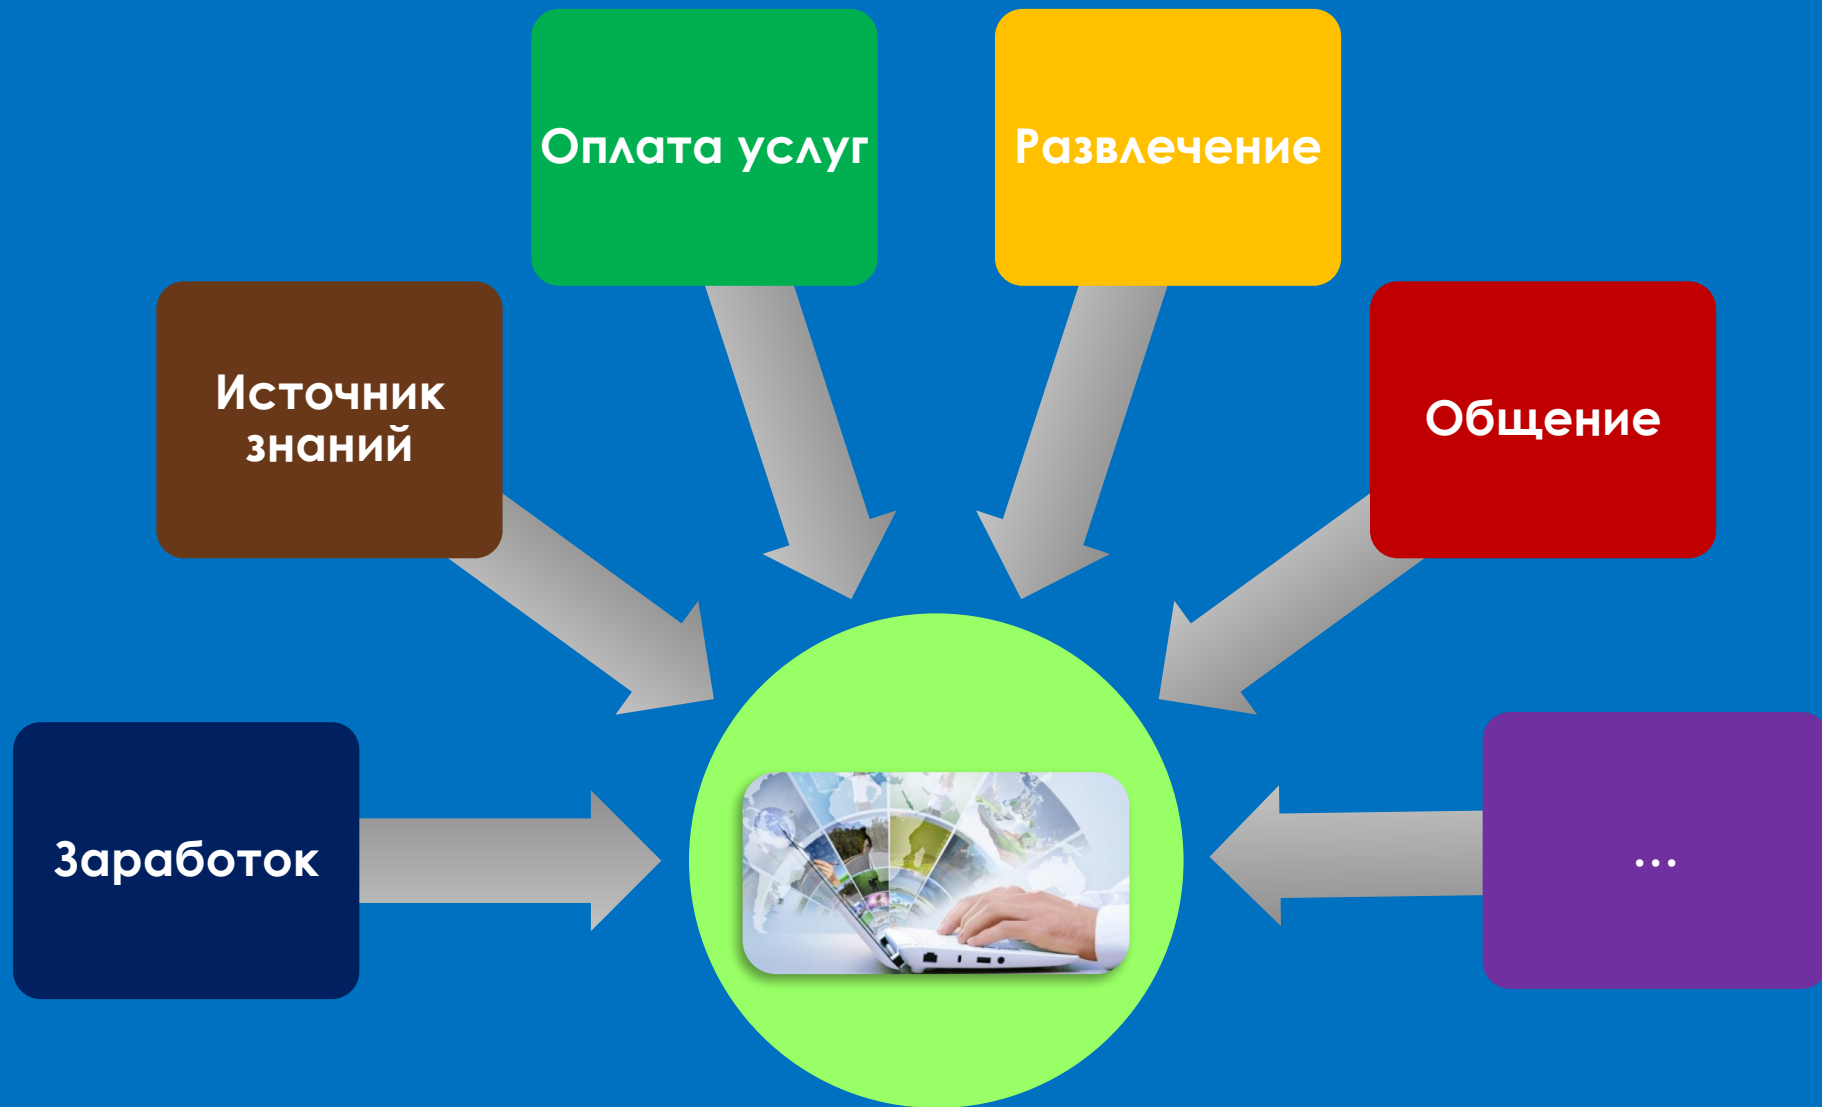 Оплата услуг
Развлечение
Источник
знаний
Общение
Заработок
...